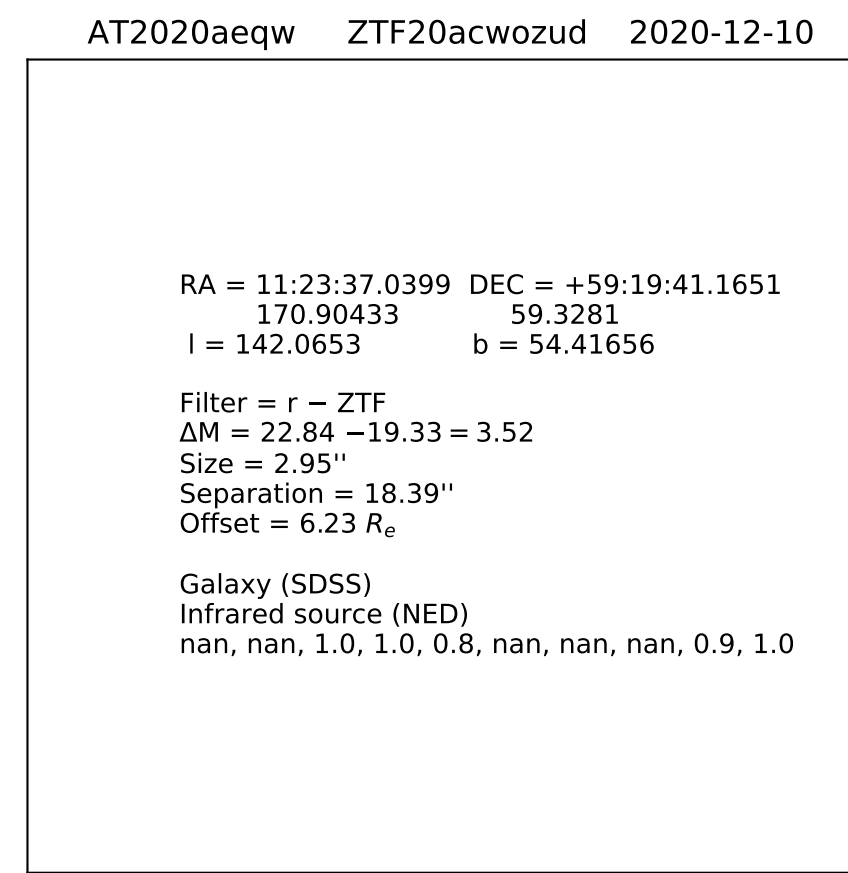 AT2020aeqw ZTF20acwozud 2020-12-10
RA = 11:23:37.0399 DEC = +59:19:41.1651
170.90433 59.3281
l = 142.0653 b = 54.41656
Filter = r − ZTF
ΔM = 22.84 −19.33 = 3.52
Size = 2.95''
Separation = 18.39''
Offset = 6.23 Re
Galaxy (SDSS)
Infrared source (NED)
nan, nan, 1.0, 1.0, 0.8, nan, nan, nan, 0.9, 1.0